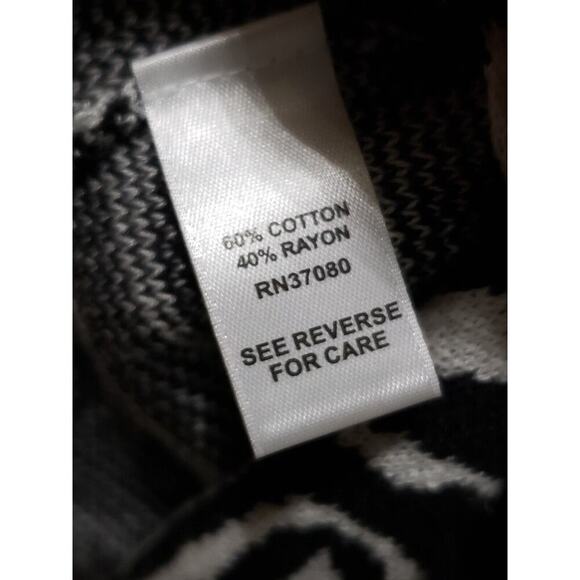 60% COTTON
40% RAYON
RN37080
SEE REVERSE
FOR CARE